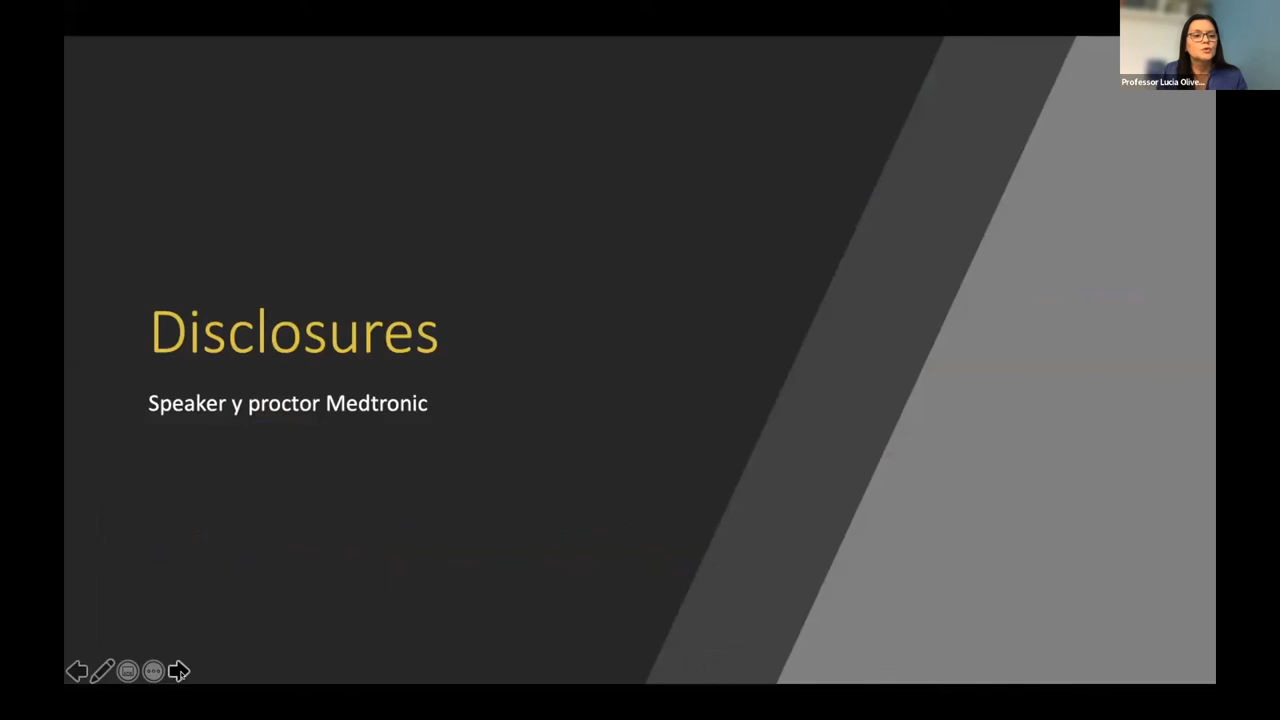 Professor Lucia Olive...
Disclosures
Speaker y proctor Medtronic